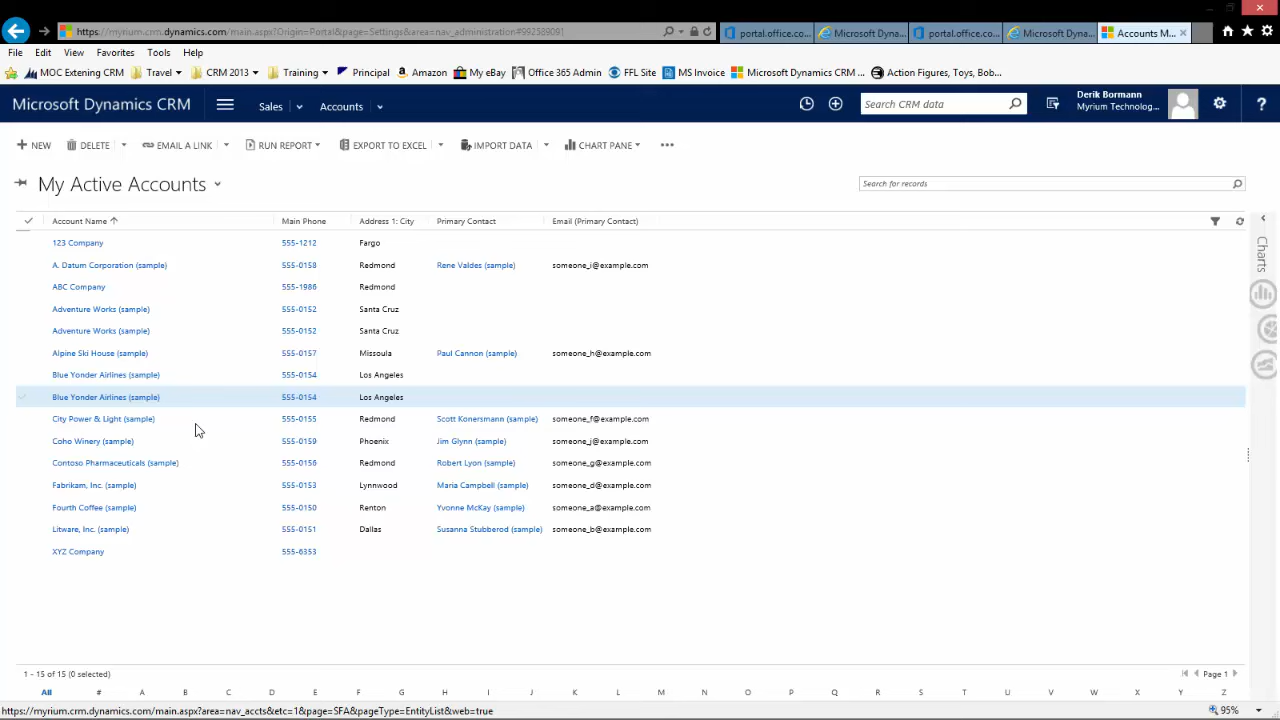 https://myrium.crm.dynamics.com/main.aspx?Origin=Portal&page=Settings&area=nav_administration#992589091
portal.office.co...
Microsoft Dyna...
portal.office.co...
Microsoft Dyna...
Accounts M...
File Edit View Favorites Tools Help
MOC Extening CRM Travel CRM 2013 Training Principal Amazon My eBay Office 365 Admin FFL Site MS Invoice Microsoft Dynamics CRM ... Action Figures, Toys, Bob...
Microsoft Dynamics CRM Sales Accounts Search CRM data Derik Bormann
Myrium Technolog... ?
NEW DELETE EMAIL A LINK RUN REPORT EXPORT TO EXCEL IMPORT DATA CHART PANE
My Active Accounts Search for records
Account Name Main Phone Address 1: City Primary Contact Email (Primary Contact)
123 Company 555-1212 Fargo
A. Datum Corporation (sample) 555-0158 Redmond Rene Valdes (sample) someone_i@example.com
ABC Company 555-1986 Redmond
Adventure Works (sample) 555-0152 Santa Cruz
Adventure Works (sample) 555-0152 Santa Cruz
Alpine Ski House (sample) 555-0157 Missoula Paul Cannon (sample) someone_h@example.com
Blue Yonder Airlines (sample) 555-0154 Los Angeles
Blue Yonder Airlines (sample) 555-0154 Los Angeles
City Power & Light (sample) 555-0155 Redmond Scott Konersmann (sample) someone_f@example.com
Coho Winery (sample) 555-0159 Phoenix Jim Glynn (sample) someone_j@example.com
Contoso Pharmaceuticals (sample) 555-0156 Redmond Robert Lyon (sample) someone_g@example.com
Fabrikam, Inc. (sample) 555-0153 Lynnwood Maria Campbell (sample) someone_d@example.com
Fourth Coffee (sample) 555-0150 Renton Yvonne McKay (sample) someone_a@example.com
Litware, Inc. (sample) 555-0151 Dallas Susanna Stubberod (sample) someone_b@example.com
XYZ Company 555-6353
Charts
1 - 15 of 15 (0 selected) Page 1
All # A B C D E F G H I J K L M N O P Q R S T U V W X Y Z
https://myrium.crm.dynamics.com/main.aspx?area=nav_accts&etc=1&page=SFA&pageType=EntityList&web=true 95%